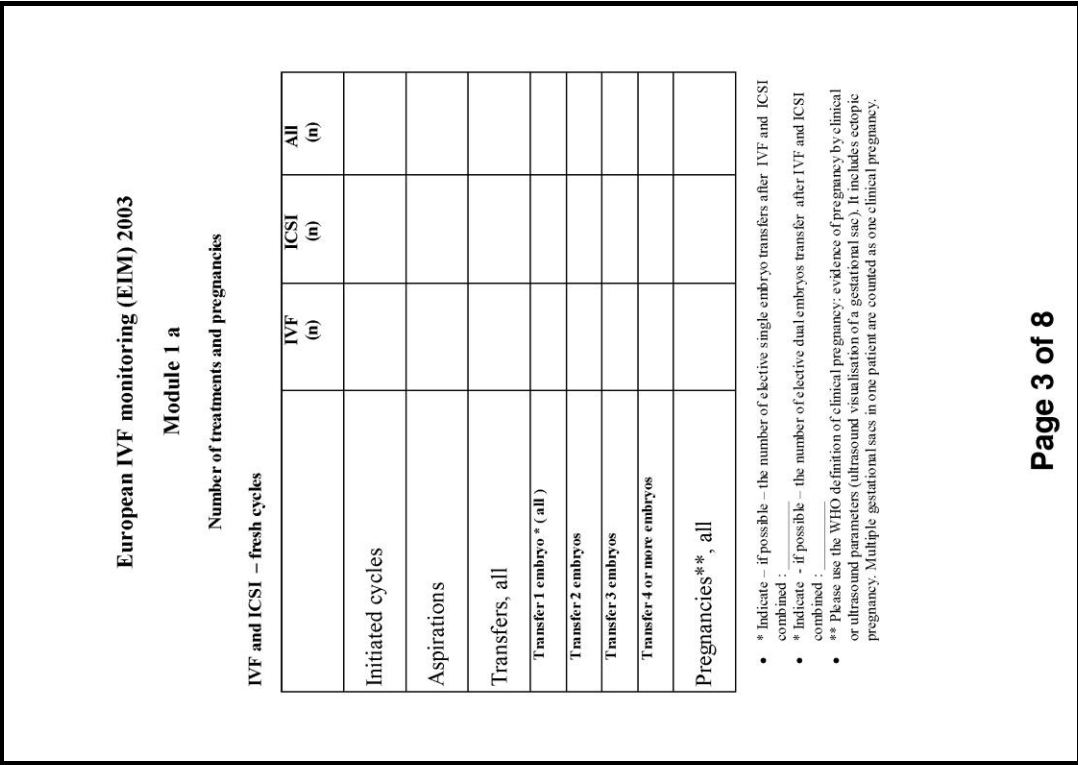 European IVF monitoring (EIM) 2003
Module 1 a
Number of treatments and pregnancies
IVF and ICSI – fresh cycles
IVF ICSI All
(n) (n) (n)
Initiated cycles
Aspirations
Transfers, all
Transfer 1 embryo * ( all )
Transfer 2 embryos
Transfer 3 embryos
Transfer 4 or more embryos
Pregnancies**, all
• * Indicate – if possible – the number of elective single embryo transfers after IVF and ICSI
combined : ________
• * Indicate - if possible – the number of elective dual embryos transfer after IVF and ICSI
combined : ________
• ** Please use the WHO definition of clinical pregnancy: evidence of pregnancy by clinical
or ultrasound parameters (ultrasound visualisation of a gestational sac). It includes ectopic
pregnancy. Multiple gestational sacs in one patient are counted as one clinical pregnancy.
Page 3 of 8